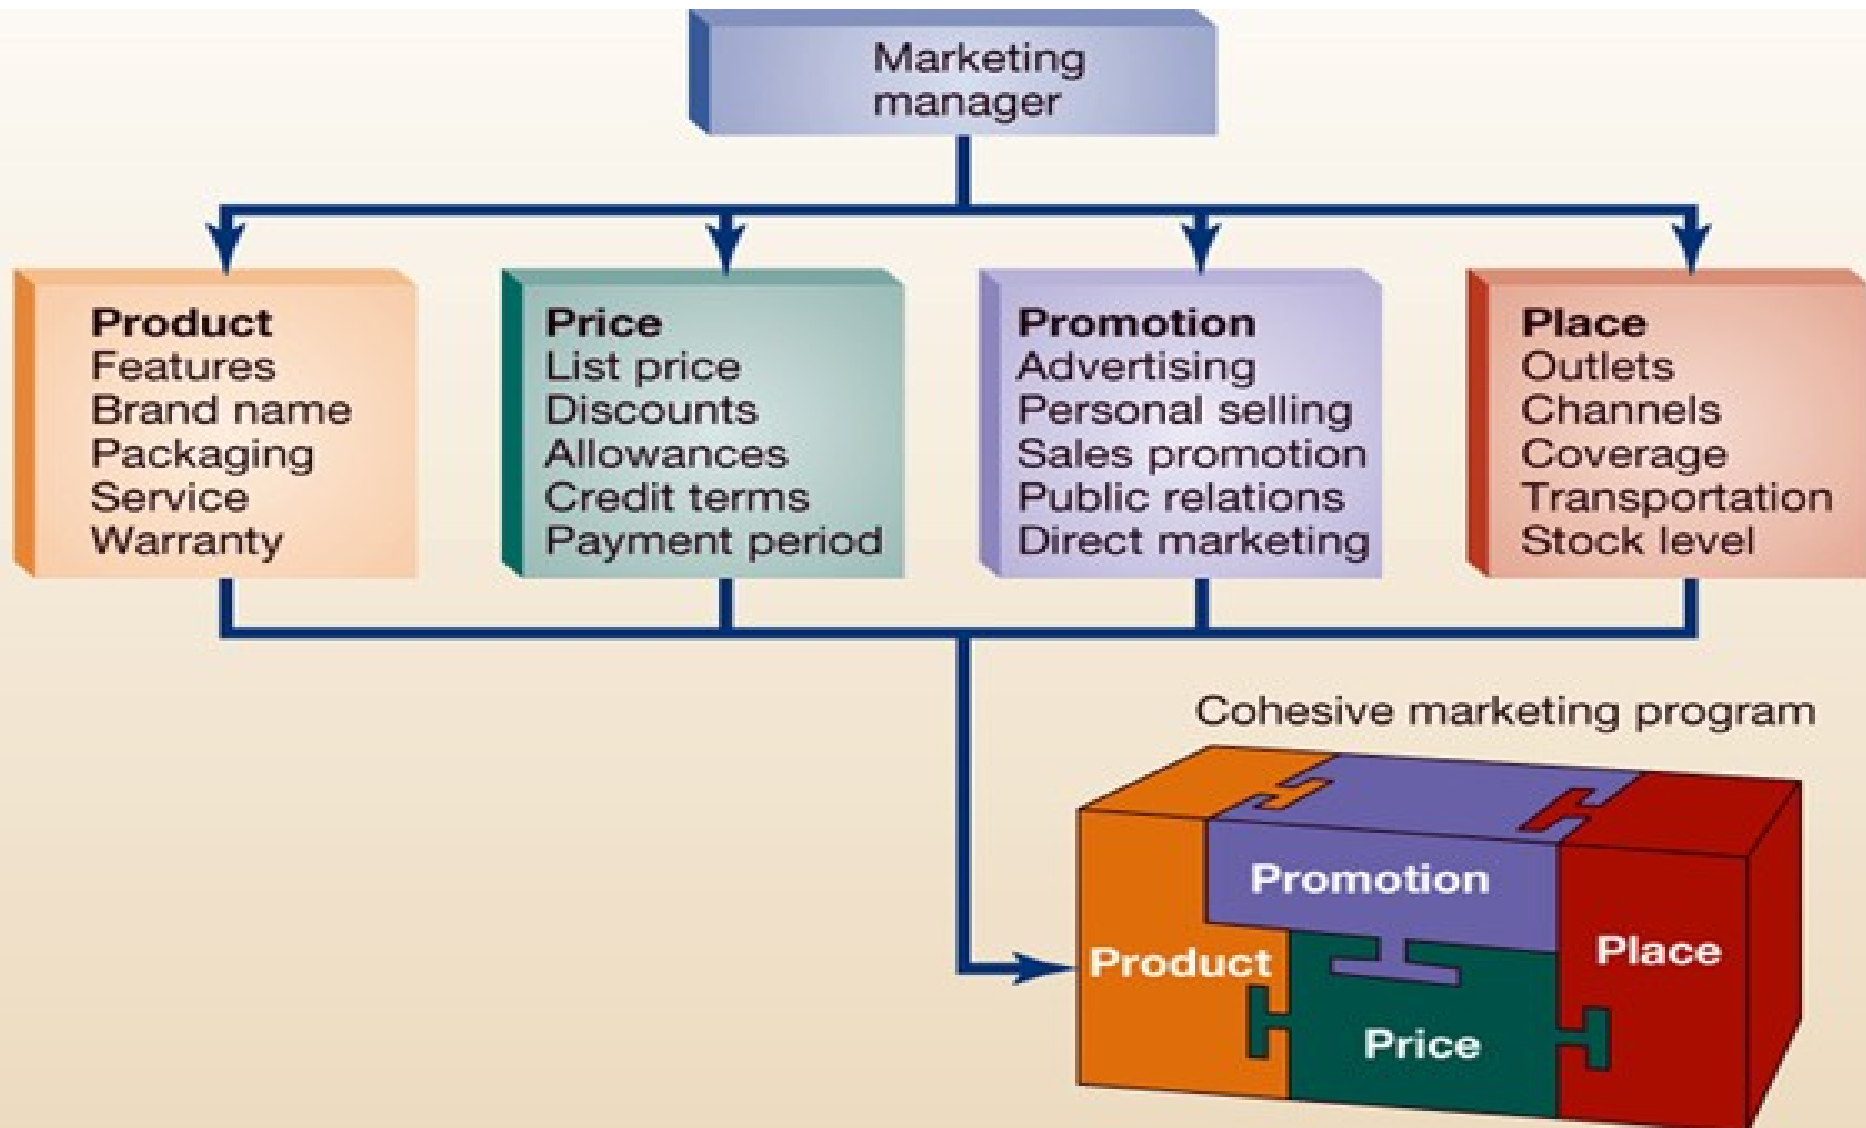 Marketing
manager
Product
Features
Brand name
Packaging
Service
Warranty
Price
List price
Discounts
Allowances
Credit terms
Payment period
Promotion
Advertising
Personal selling
Sales promotion
Public relations
Direct marketing
Place
Outlets
Channels
Coverage
Transportation
Stock level
Cohesive marketing program
Promotion
Product
Place
Price